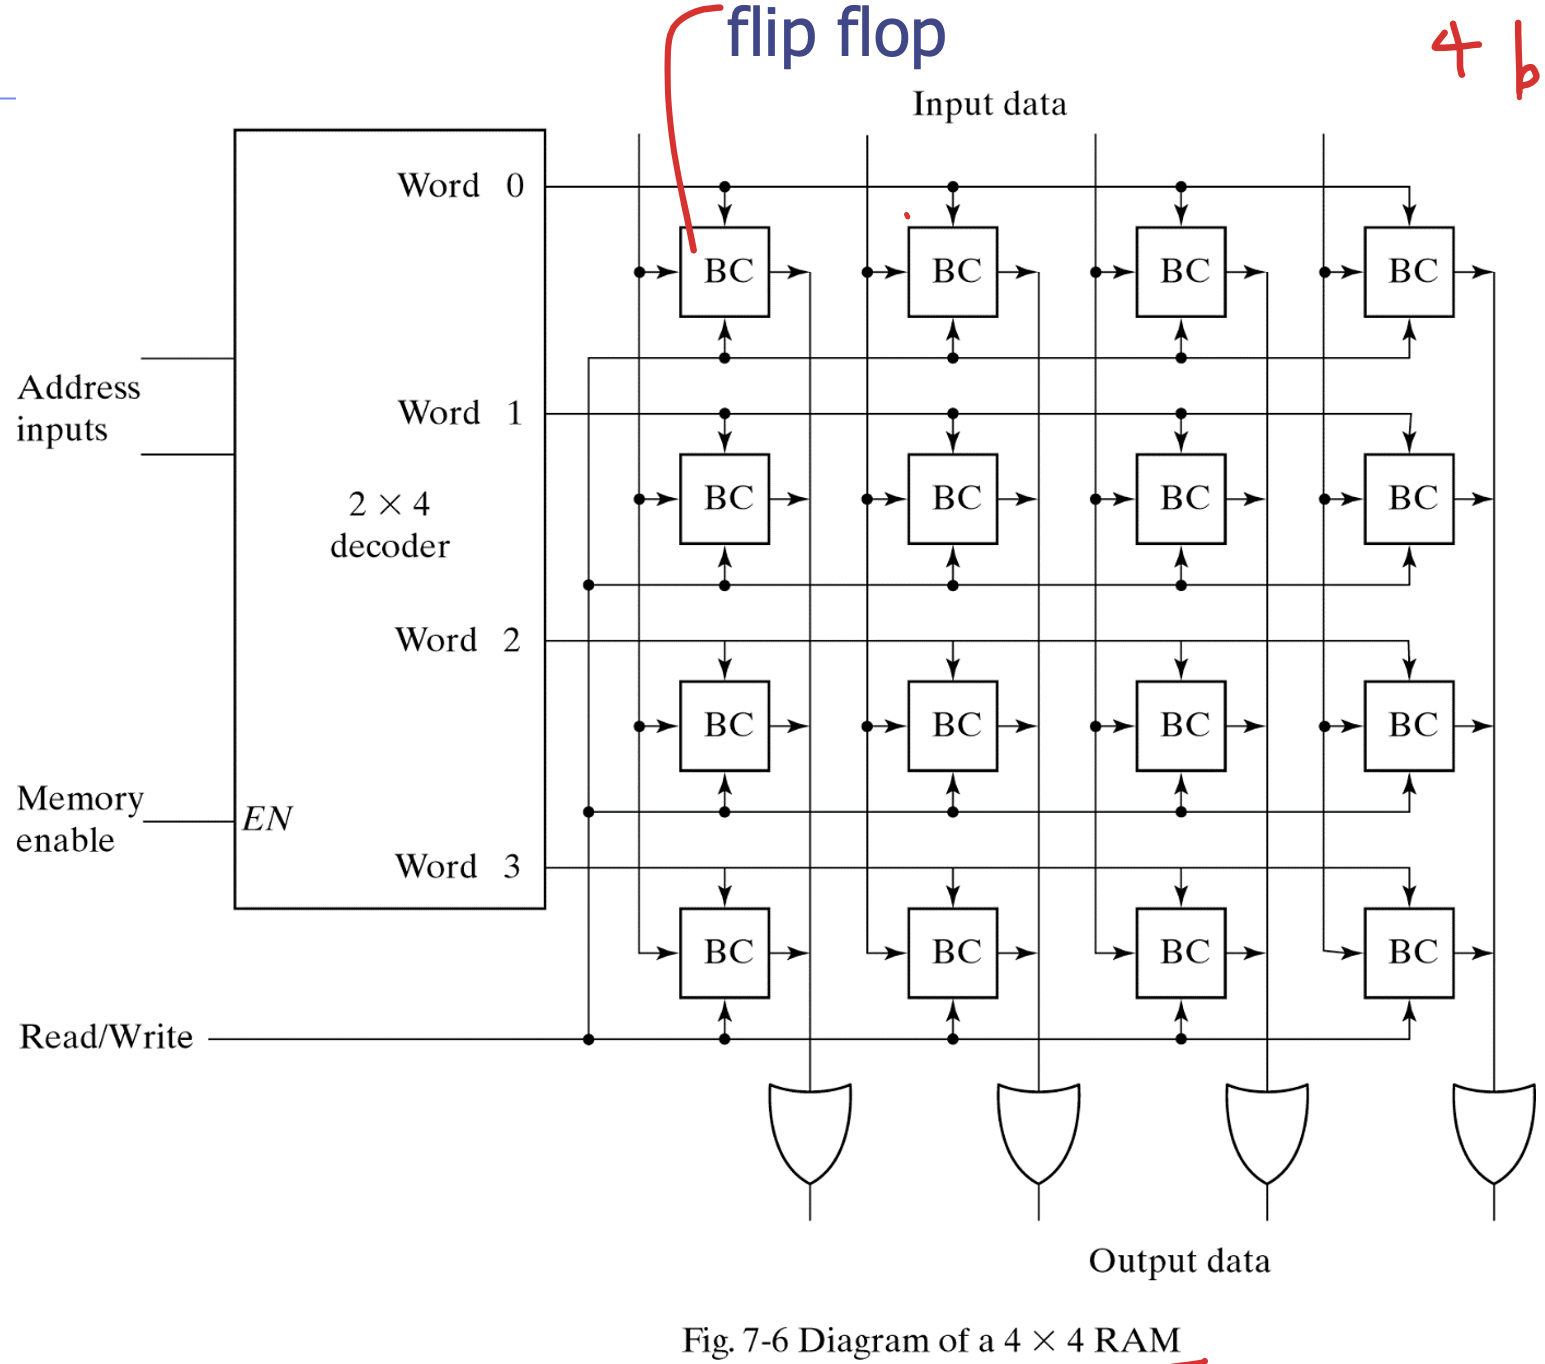 flip flop
4 b
Input data
Word 0
BC BC BC BC
Address
inputs
Word 1
BC BC BC BC
2 × 4
decoder
Word 2
BC BC BC BC
Memory
enable
EN
Word 3
BC BC BC BC
Read/Write
Output data
Fig. 7-6 Diagram of a 4 × 4 RAM